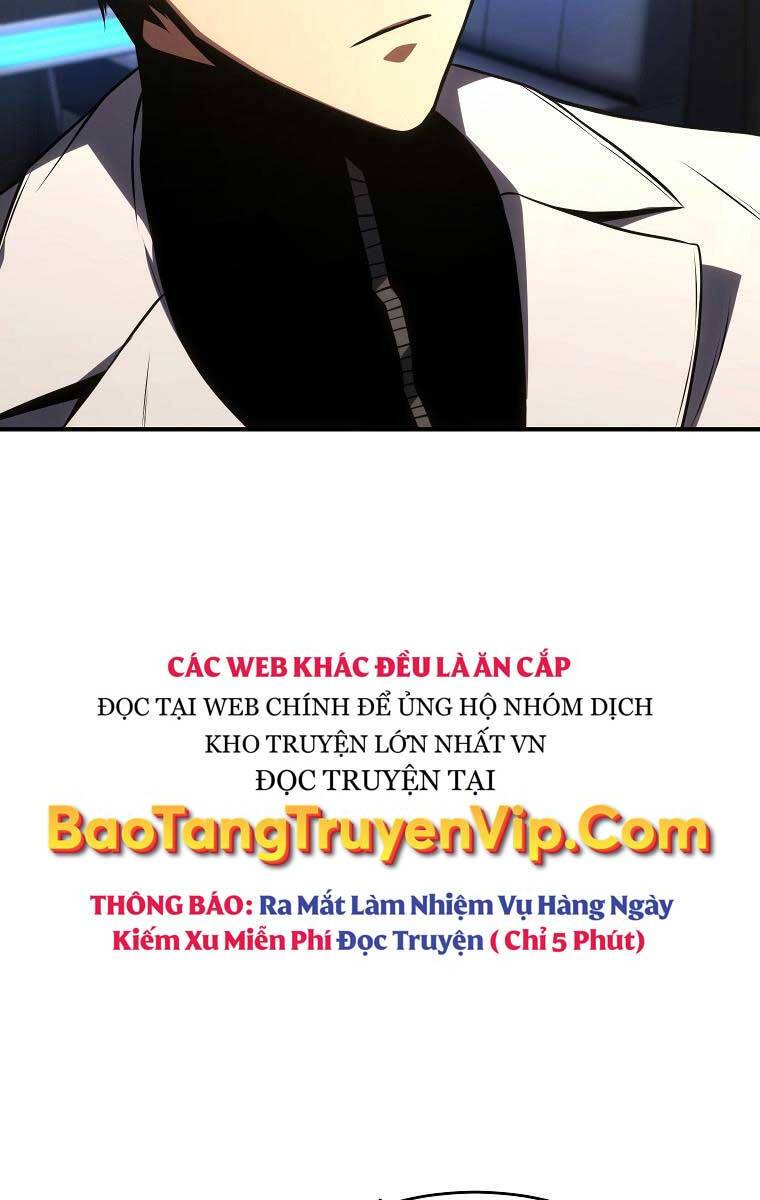 CÁC WEB KHÁC ĐỀU LÀ ĂN CẮP
ĐỌC TẠI WEB CHÍNH ĐỂ ỦNG HỘ NHÓM DỊCH
KHO TRUYỆN LỚN NHẤT VN
ĐỌC TRUYỆN TẠI
BaoTangTruyenVip.Com
THÔNG BÁO: Ra Mắt Làm Nhiệm Vụ Hàng Ngày
Kiếm Xu Miễn Phí Đọc Truyện ( Chỉ 5 Phút)